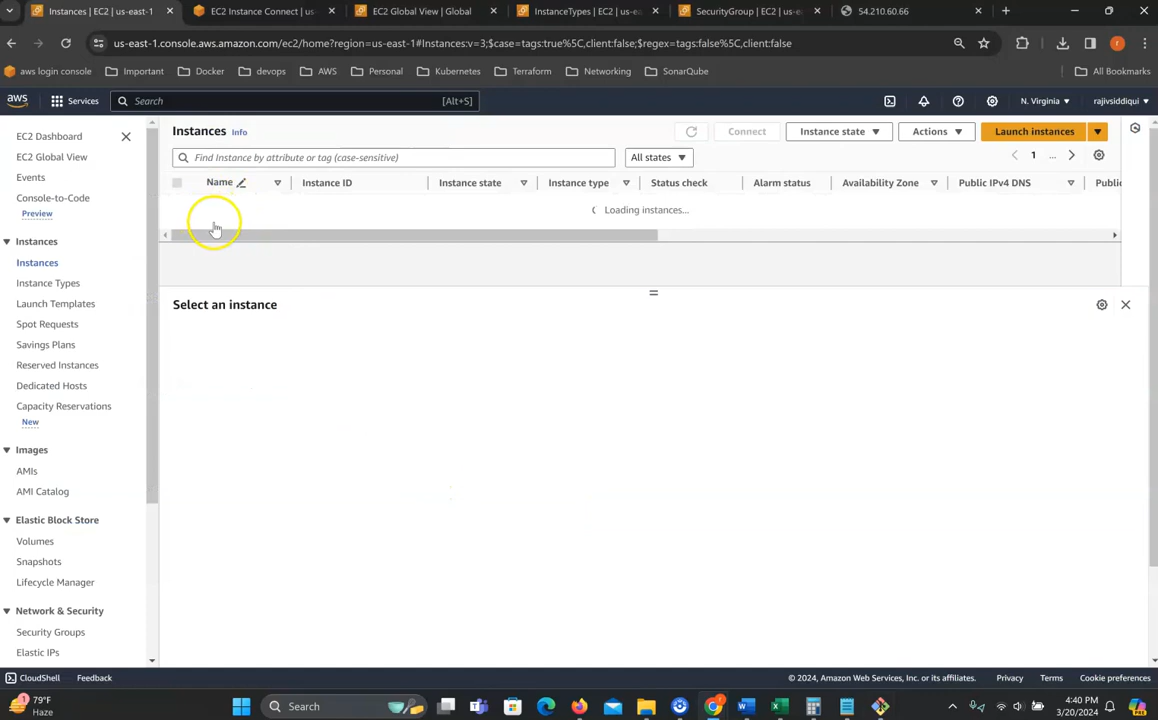 Instances | EC2 | us-east-1
EC2 Instance Connect | us-
EC2 Global View | Global
InstanceTypes | EC2 | us-ea
SecurityGroup | EC2 | us-e
54.210.60.66
us-east-1.console.aws.amazon.com/ec2/home?region=us-east-1#Instances:v=3;$case=tags:true%5C,client:false;$regex=tags:false%5C,client:false
aws login console
Important
Docker
devops
AWS
Personal
Kubernetes
Terraform
Networking
SonarQube
All Bookmarks
aws
Services
Search
[Alt+S]
N. Virginia
rajivsiddiqui
EC2 Dashboard
EC2 Global View
Events
Console-to-Code
Preview
Instances
Instances
Instance Types
Launch Templates
Spot Requests
Savings Plans
Reserved Instances
Dedicated Hosts
Capacity Reservations
New
Images
AMIs
AMI Catalog
Elastic Block Store
Volumes
Snapshots
Lifecycle Manager
Network & Security
Security Groups
Elastic IPs
Instances Info
Connect
Instance state
Actions
Launch instances
Find Instance by attribute or tag (case-sensitive)
All states
1
...
Name
Instance ID
Instance state
Instance type
Status check
Alarm status
Availability Zone
Public IPv4 DNS
Public
Loading instances...
Select an instance
CloudShell
Feedback
© 2024, Amazon Web Services, Inc. or its affiliates.
Privacy
Terms
Cookie preferences
1
79°F
Haze
Search
4:40 PM
3/20/2024